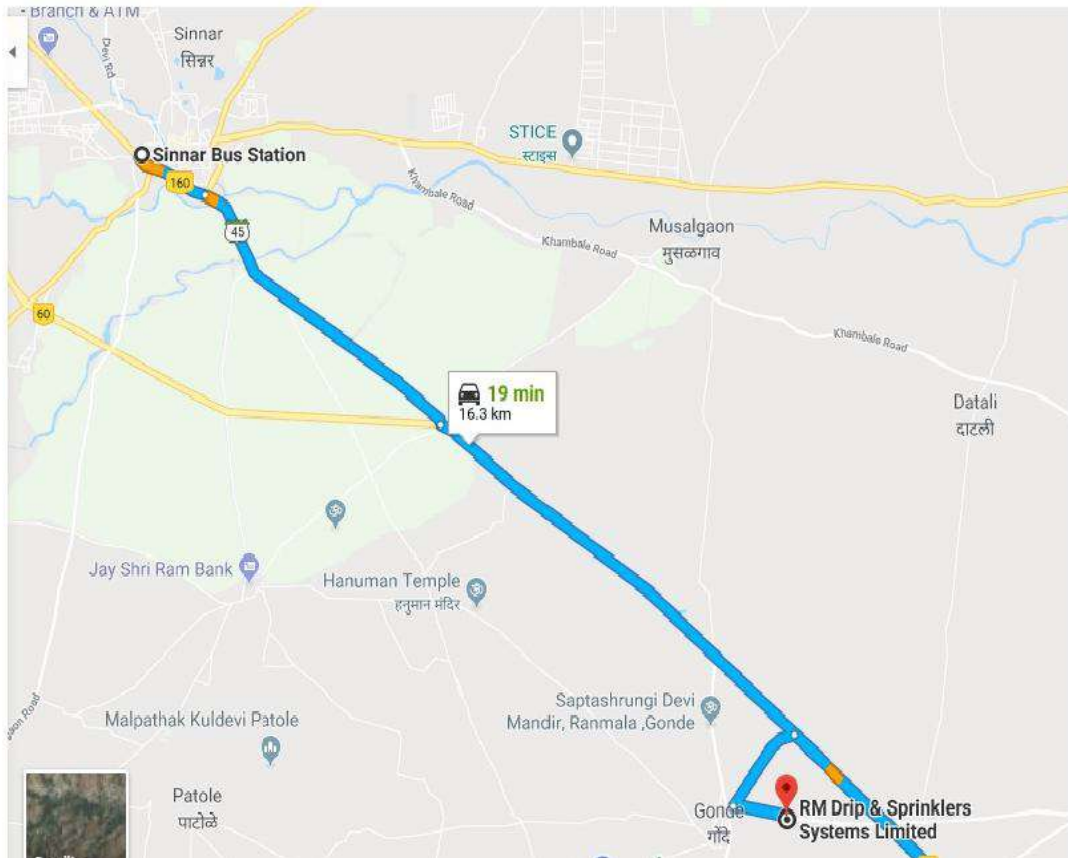 - Branch & ATM
Sinnar
सिन्नर
Devi Rd
STICE
स्टाइस
Sinnar Bus Station
160
45
Khambale Road
Khambale Road
Musalgaon
मुसळगाव
60
Khambale Road
19 min
16.3 km
Datali
दाटली
Jay Shri Ram Bank
Hanuman Temple
हनुमान मंदिर
Saptashrungi Devi
Mandir, Ranmala ,Gonde
Malpathak Kuldevi Patole
Patole
पाटोळे
Gonde
गोंदे
RM Drip & Sprinklers
Systems Limited